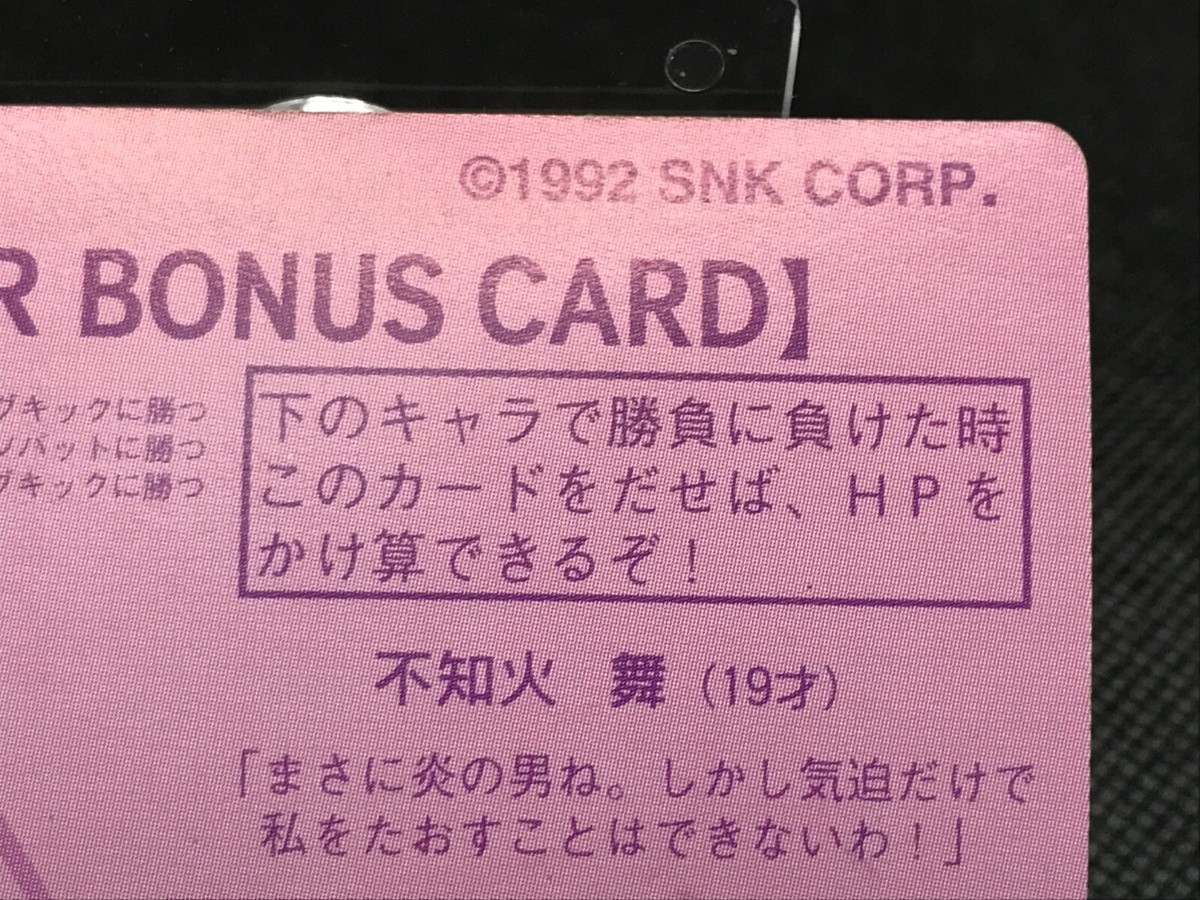 ©1992 SNK CORP.
R BONUS CARD】
グキックに勝つ
ンバットに勝つ
グキックに勝つ
下のキャラで勝負に負けた時
このカードをだせば、ＨＰを
かけ算できるぞ！
不知火　舞（19才）
「まさに炎の男ね。しかし気迫だけで
私をたおすことはできないわ！」